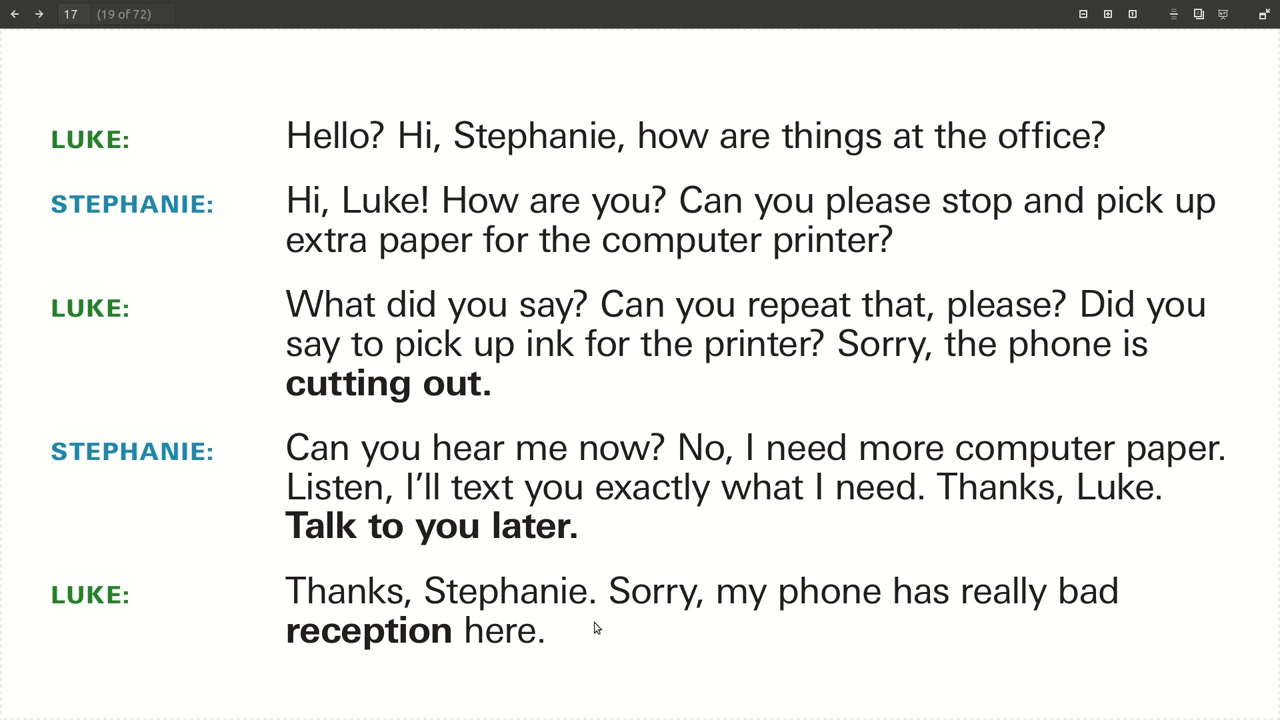 17 (19 of 72)
LUKE: Hello? Hi, Stephanie, how are things at the office?
STEPHANIE: Hi, Luke! How are you? Can you please stop and pick up
extra paper for the computer printer?
LUKE: What did you say? Can you repeat that, please? Did you
say to pick up ink for the printer? Sorry, the phone is
cutting out.
STEPHANIE: Can you hear me now? No, I need more computer paper.
Listen, I’ll text you exactly what I need. Thanks, Luke.
Talk to you later.
LUKE: Thanks, Stephanie. Sorry, my phone has really bad
reception here.